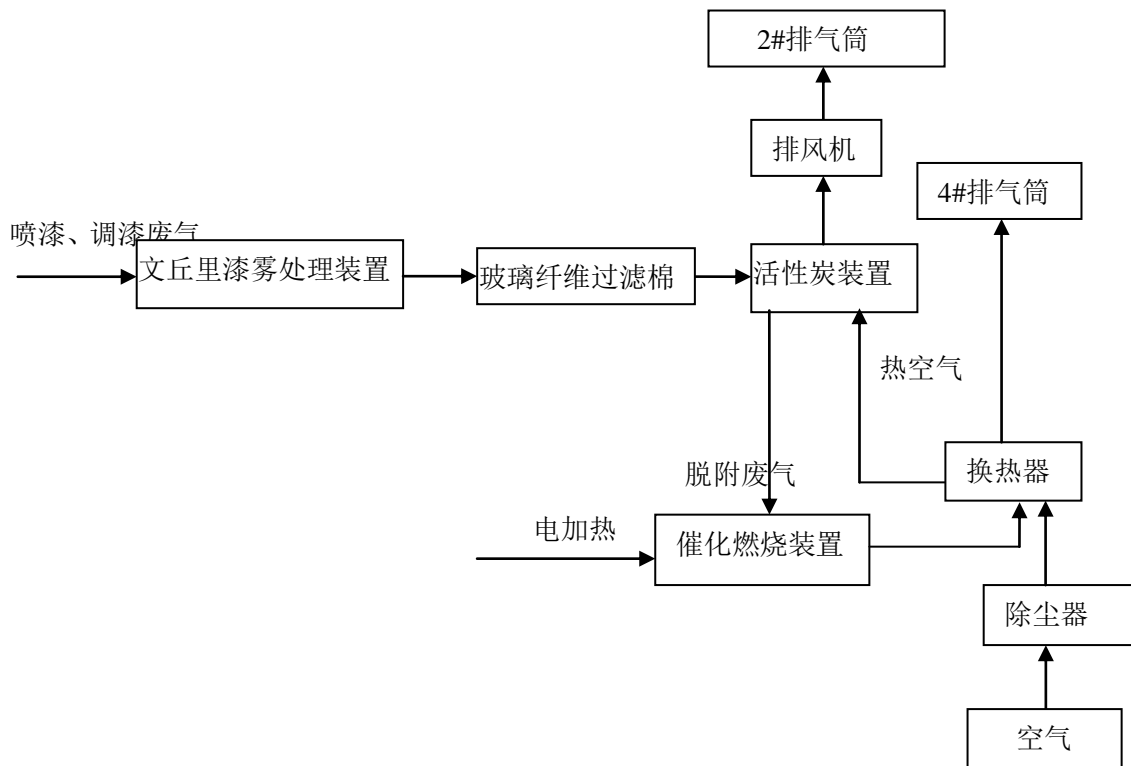 2#排气筒
排风机
4#排气筒
喷漆、调漆废气
文丘里漆雾处理装置
玻璃纤维过滤棉
活性炭装置
热空气
脱附废气
换热器
电加热
催化燃烧装置
除尘器
空气